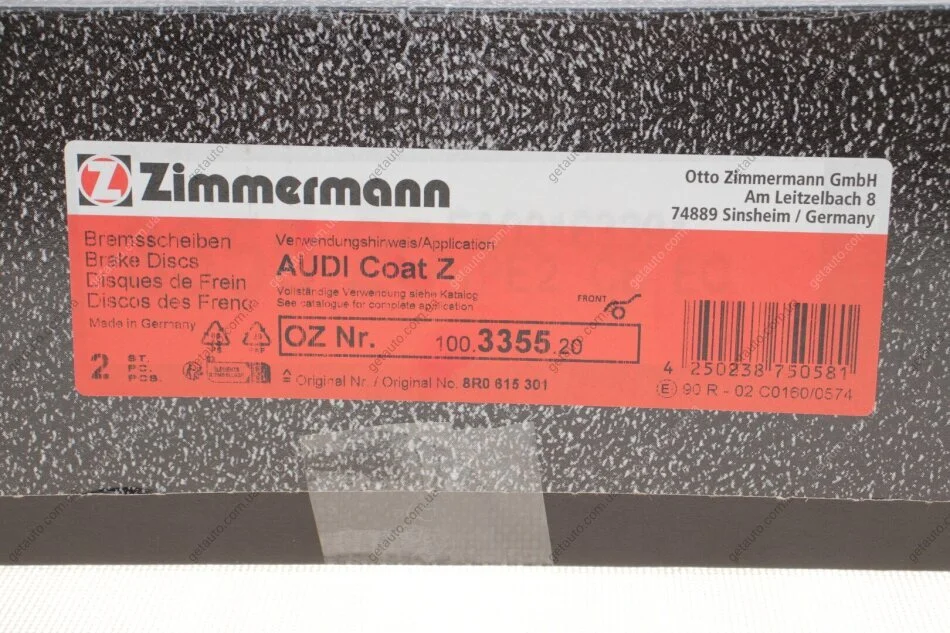 Z Zimmermann
Otto Zimmermann GmbH
Am Leitzelbach 8
74889 Sinsheim / Germany
Bremsscheiben
Brake Discs
Disques de Frein
Discos des Freno
Made in Germany
2. ST.
PC.
PCS.
Verwendungshinweis/Application
AUDI Coat Z
Vollständige Verwendung siehe Katalog
See catalogue for complete application
FRONT
OZ Nr. 100.3355.20
≙ Original Nr. / Original No. 8R0 615 301
4 250238 750581
E 90 R - 02 C0160/0574
getauto.com.ua